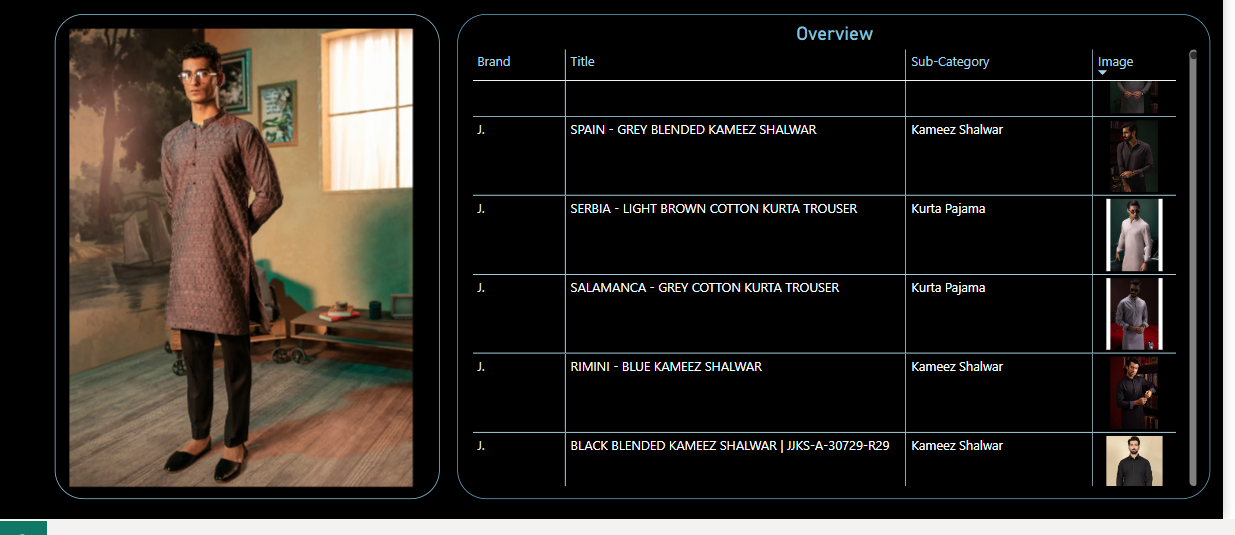 Overview
Brand Title Sub-Category Image
J. SPAIN - GREY BLENDED KAMEEZ SHALWAR Kameez Shalwar
J. SERBIA - LIGHT BROWN COTTON KURTA TROUSER Kurta Pajama
J. SALAMANCA - GREY COTTON KURTA TROUSER Kurta Pajama
J. RIMINI - BLUE KAMEEZ SHALWAR Kameez Shalwar
J. BLACK BLENDED KAMEEZ SHALWAR | JJKS-A-30729-R29 Kameez Shalwar